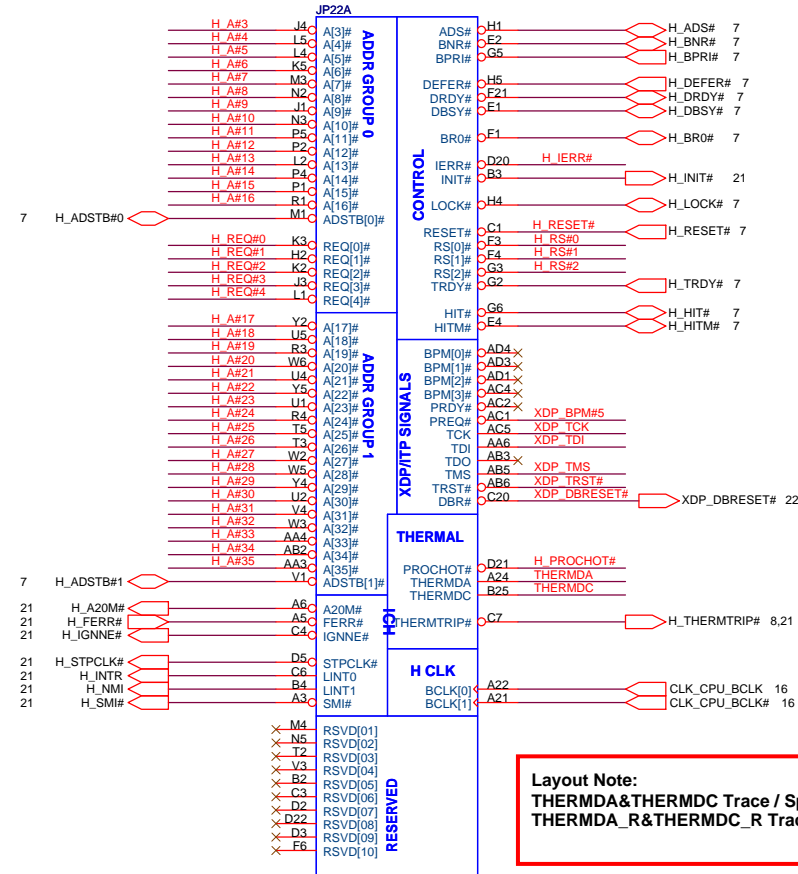 JP22A
H_A#3 J4 A[3]# ADS# H1 H_ADS# 7
H_A#4 L5 A[4]# BNR# E2 H_BNR# 7
H_A#5 L4 A[5]# BPRI# G5 H_BPRI# 7
H_A#6 K5 A[6]#
H_A#7 M3 A[7]# DEFER# H5 H_DEFER# 7
H_A#8 N2 A[8]# DRDY# F21 H_DRDY# 7
H_A#9 J1 A[9]# DBSY# E1 H_DBSY# 7
H_A#10 N3 A[10]#
H_A#11 P5 A[11]# BR0# F1 H_BR0# 7
H_A#12 P2 A[12]#
H_A#13 L2 A[13]# IERR# D20 H_IERR#
H_A#14 P4 A[14]# INIT# B3 H_INIT# 21
H_A#15 P1 A[15]#
H_A#16 R1 A[16]# LOCK# H4 H_LOCK# 7
7 H_ADSTB#0 M1 ADSTB[0]#
ADDR GROUP 0
CONTROL
RESET# C1 H_RESET# H_RESET# 7
H_REQ#0 K3 REQ[0]# RS[0]# F3 H_RS#0
H_REQ#1 H2 REQ[1]# RS[1]# F4 H_RS#1
H_REQ#2 K2 REQ[2]# RS[2]# G3 H_RS#2
H_REQ#3 J3 REQ[3]# TRDY# G2 H_TRDY# 7
H_REQ#4 L1 REQ[4]#
HIT# G6 H_HIT# 7
H_A#17 Y2 A[17]# HITM# E4 H_HITM# 7
H_A#18 U5 A[18]#
H_A#19 R3 A[19]# BPM[0]# AD4
H_A#20 W6 A[20]# BPM[1]# AD3
H_A#21 U4 A[21]# BPM[2]# AD1
H_A#22 Y5 A[22]# BPM[3]# AC4
H_A#23 U1 A[23]# PRDY# AC2
H_A#24 R4 A[24]# PREQ# AC1 XDP_BPM#5
H_A#25 T5 A[25]# TCK AC5 XDP_TCK
H_A#26 T3 A[26]# TDI AA6 XDP_TDI
H_A#27 W2 A[27]# TDO AB3
H_A#28 W5 A[28]# TMS AB5 XDP_TMS
H_A#29 Y4 A[29]# TRST# AB6 XDP_TRST#
H_A#30 U2 A[30]# DBR# C20 XDP_DBRESET# XDP_DBRESET# 22
H_A#31 V4 A[31]#
H_A#32 W3 A[32]#
H_A#33 AA4 A[33]#
H_A#34 AB2 A[34]#
H_A#35 AA3 A[35]#
7 H_ADSTB#1 V1 ADSTB[1]#
ADDR GROUP 1
XDP/ITP SIGNALS
THERMAL
PROCHOT# D21 H_PROCHOT#
THERMDA A24 THERMDA
THERMDC B25 THERMDC
THERMTRIP# C7 H_THERMTRIP# 8,21
21 H_A20M# A6 A20M#
21 H_FERR# A5 FERR#
21 H_IGNNE# C4 IGNNE#
ICH
21 H_STPCLK# D5 STPCLK#
21 H_INTR C6 LINT0
21 H_NMI B4 LINT1
21 H_SMI# A3 SMI#
H CLK
BCLK[0] A22 CLK_CPU_BCLK 16
BCLK[1] A21 CLK_CPU_BCLK# 16
M4 RSVD[01]
N5 RSVD[02]
T2 RSVD[03]
V3 RSVD[04]
B2 RSVD[05]
C3 RSVD[06]
D2 RSVD[07]
D22 RSVD[08]
D3 RSVD[09]
F6 RSVD[10]
RESERVED
Layout Note:
THERMDA&THERMDC Trace / Sp
THERMDA_R&THERMDC_R Trac